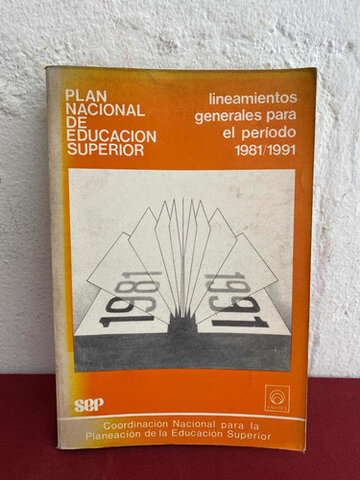 PLAN
NACIONAL
DE
EDUCACION
SUPERIOR
lineamientos
generales para
el período
1981/1991
1981
1991
sep
ANUIES
Coordinación Nacional para la
Planeación de la Educación Superior